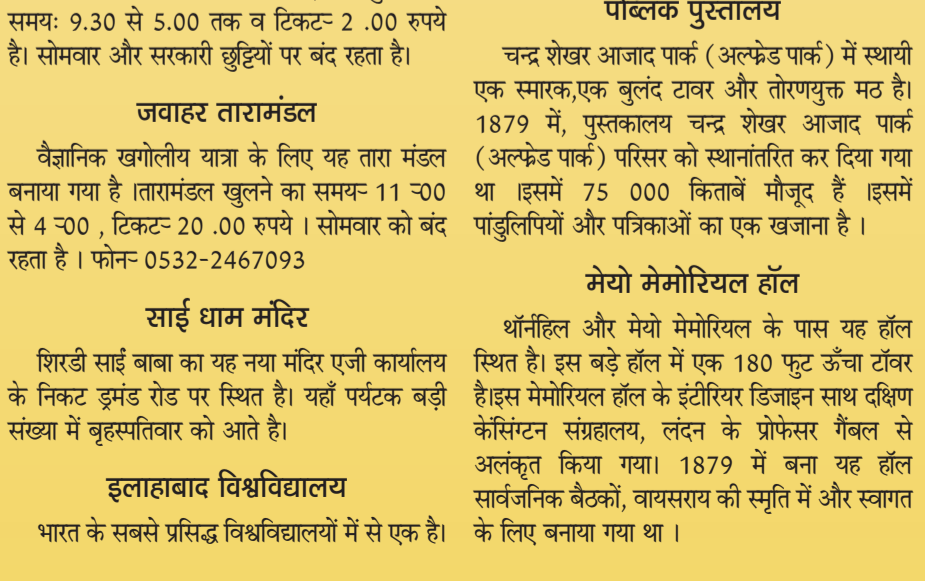 समयः 9.30 से 5.00 तक व टिकट- 2 .00 रुपये
है। सोमवार और सरकारी छुट्टियों पर बंद रहता है।
जवाहर तारामंडल
वैज्ञानिक खगोलीय यात्रा के लिए यह तारा मंडल
बनाया गया है ।तारामंडल खुलने का समय- 11 -00
से 4 -00 , टिकट- 20 .00 रुपये । सोमवार को बंद
रहता है । फोन- 0532-2467093
साई धाम मंदिर
शिरडी साईं बाबा का यह नया मंदिर एजी कार्यालय
के निकट ड्रमंड रोड पर स्थित है। यहाँ पर्यटक बड़ी
संख्या में बृहस्पतिवार को आते है।
इलाहाबाद विश्वविद्यालय
भारत के सबसे प्रसिद्ध विश्वविद्यालयों में से एक है।
पब्लिक पुस्तालय
चन्द्र शेखर आजाद पार्क (अल्फ्रेड पार्क) में स्थायी
एक स्मारक,एक बुलंद टावर और तोरणयुक्त मठ है।
1879 में, पुस्तकालय चन्द्र शेखर आजाद पार्क
(अल्फ्रेड पार्क) परिसर को स्थानांतरित कर दिया गया
था ।इसमें 75 000 किताबें मौजूद हैं ।इसमें
पांडुलिपियों और पत्रिकाओं का एक खजाना है ।
मेयो मेमोरियल हॉल
थॉर्नहिल और मेयो मेमोरियल के पास यह हॉल
स्थित है। इस बड़े हॉल में एक 180 फुट ऊँचा टॉवर
है।इस मेमोरियल हॉल के इंटीरियर डिजाइन साथ दक्षिण
केंसिंग्टन संग्रहालय, लंदन के प्रोफेसर गैंबल से
अलंकृत किया गया। 1879 में बना यह हॉल
सार्वजनिक बैठकों, वायसराय की स्मृति में और स्वागत
के लिए बनाया गया था ।